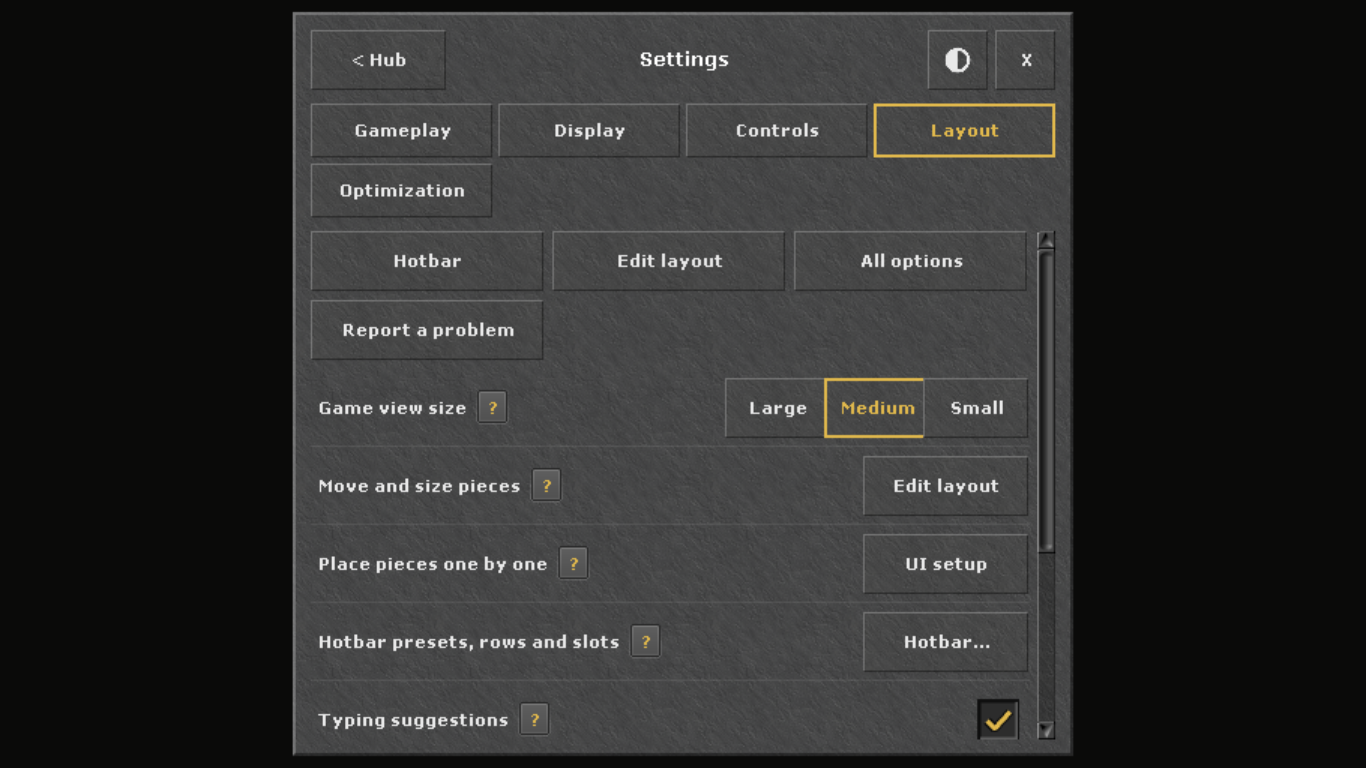 < Hub
Settings
x
Gameplay
Display
Controls
Layout
Optimization
Hotbar
Edit layout
All options
Report a problem
Game view size ?
Large
Medium
Small
Move and size pieces ?
Edit layout
Place pieces one by one ?
UI setup
Hotbar presets, rows and slots ?
Hotbar...
Typing suggestions ?